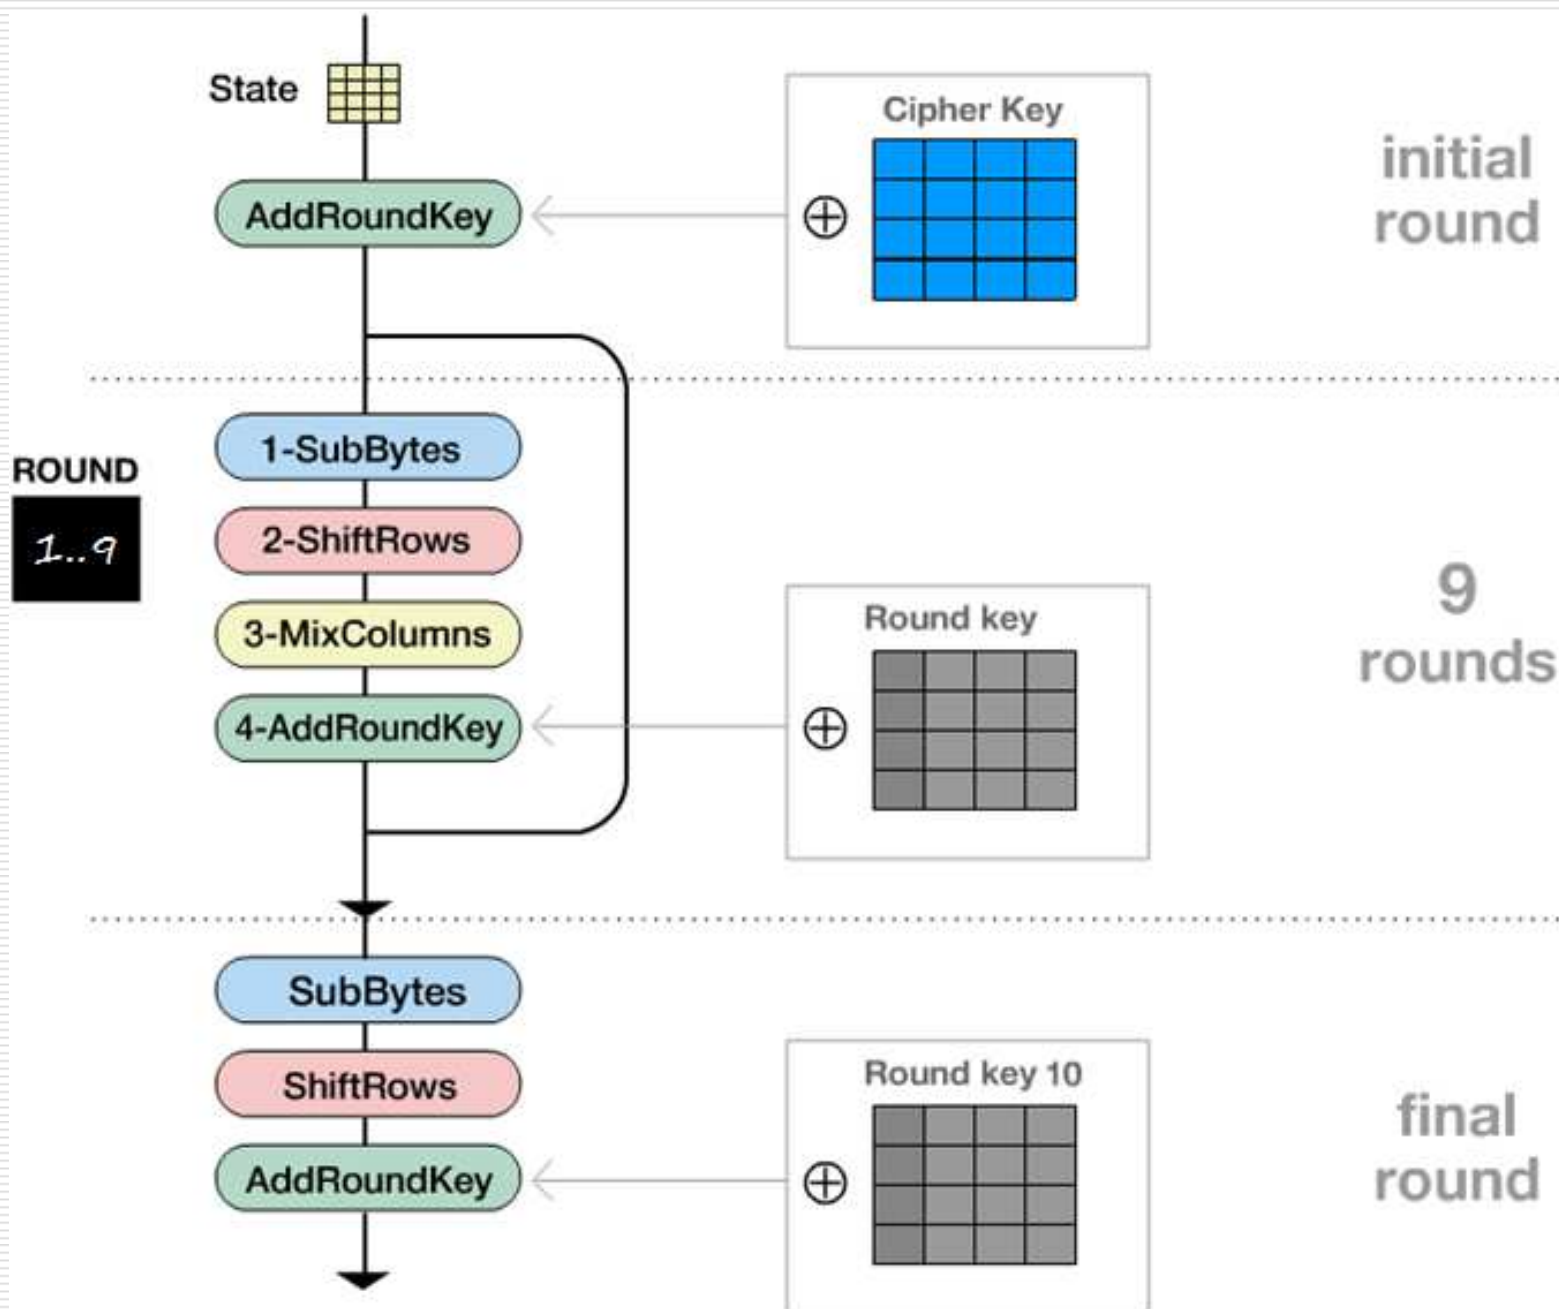 State
Cipher Key
initial
round
AddRoundKey
1-SubBytes
ROUND
1..9
2-ShiftRows
3-MixColumns
4-AddRoundKey
Round key
9
rounds
SubBytes
ShiftRows
AddRoundKey
Round key 10
final
round